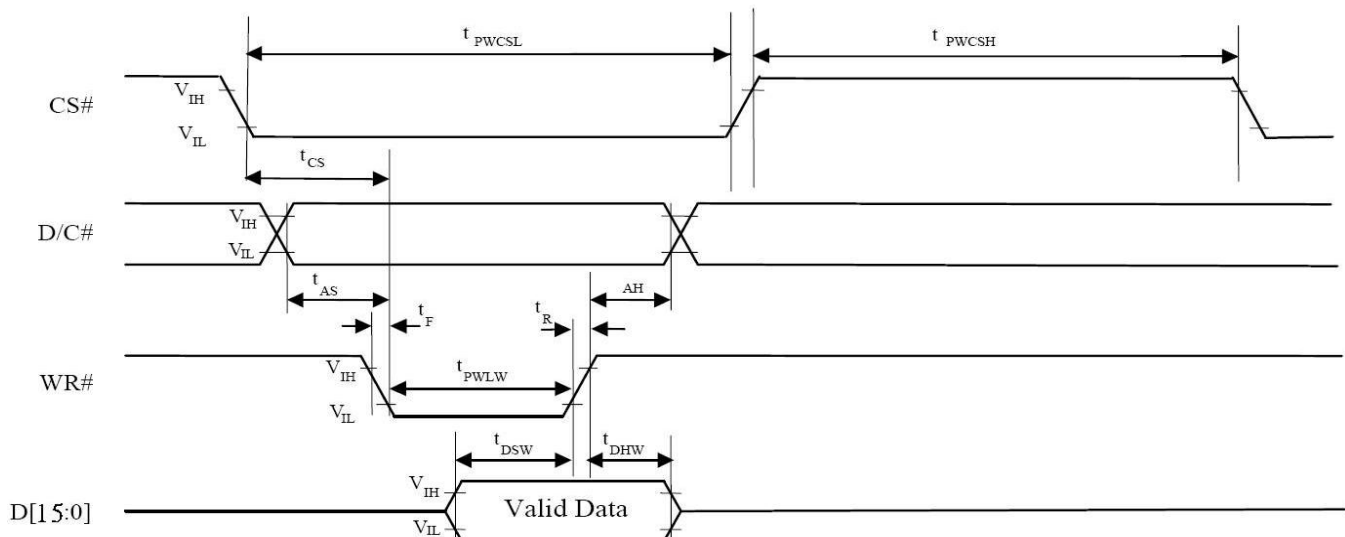 t PWCSL
t PWCSH
CS#
VIH
VIL
tCS
D/C#
VIH
VIL
tAS
tF
tR
AH
WR#
VIH
VIL
tPWLW
tDSW
tDHW
D[15:0]
VIH
VIL
Valid Data